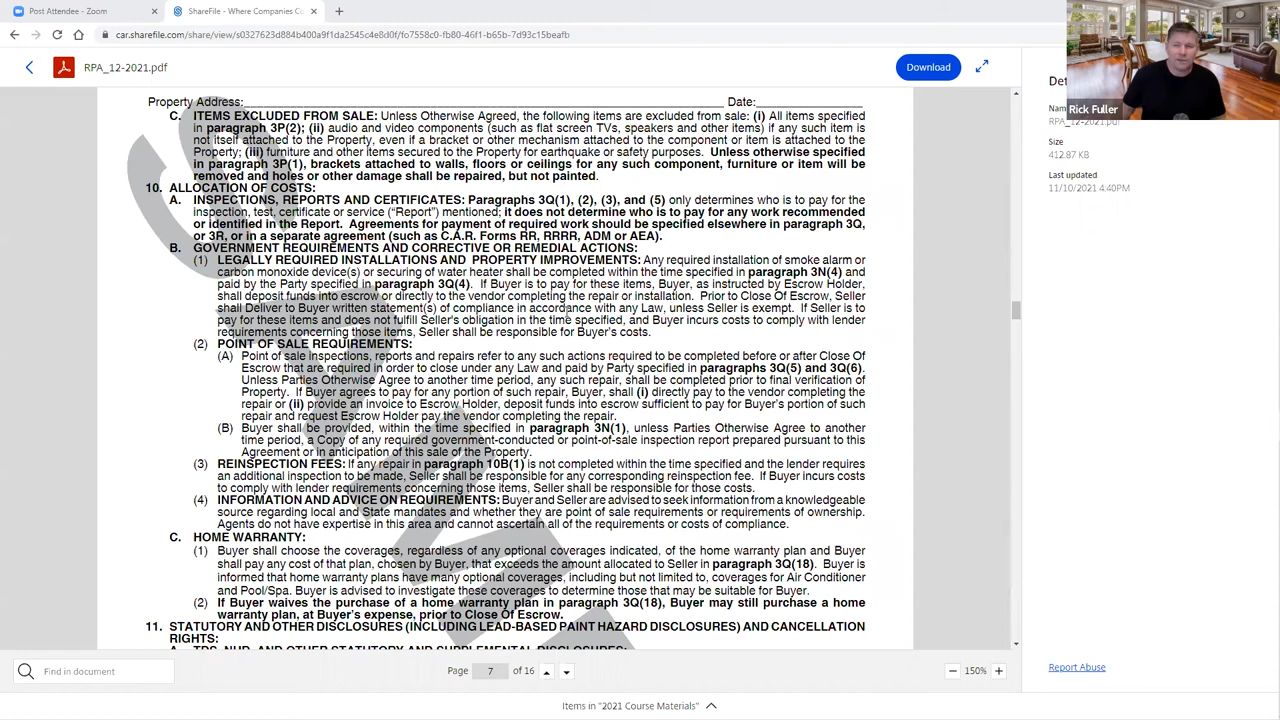 Post Attendee - Zoom
ShareFile - Where Companies Co
car.sharefile.com/share/view/s0327623d884b400a9f1da2545c4e8d0f/fo7558c0-fb80-46f1-b65b-7d93c15beafb
RPA_12-2021.pdf
Download
Rick Fuller
RPA_12-2021.pdf
Size
412.87 KB
Last updated
11/10/2021 4:40PM
Property Address: Date:
C. ITEMS EXCLUDED FROM SALE: Unless Otherwise Agreed, the following items are excluded from sale: (i) All items specified
in paragraph 3P(2); (ii) audio and video components (such as flat screen TVs, speakers and other items) if any such item is
not itself attached to the Property, even if a bracket or other mechanism attached to the component or item is attached to the
Property; (iii) furniture and other items secured to the Property for earthquake or safety purposes. Unless otherwise specified
in paragraph 3P(1), brackets attached to walls, floors or ceilings for any such component, furniture or item will be
removed and holes or other damage shall be repaired, but not painted.
10. ALLOCATION OF COSTS:
A. INSPECTIONS, REPORTS AND CERTIFICATES: Paragraphs 3Q(1), (2), (3), and (5) only determines who is to pay for the
inspection, test, certificate or service ("Report") mentioned; it does not determine who is to pay for any work recommended
or identified in the Report. Agreements for payment of required work should be specified elsewhere in paragraph 3Q,
or 3R, or in a separate agreement (such as C.A.R. Forms RR, RRRR, ADM or AEA).
B. GOVERNMENT REQUIREMENTS AND CORRECTIVE OR REMEDIAL ACTIONS:
(1) LEGALLY REQUIRED INSTALLATIONS AND PROPERTY IMPROVEMENTS: Any required installation of smoke alarm or
carbon monoxide device(s) or securing of water heater shall be completed within the time specified in paragraph 3N(4) and
paid by the Party specified in paragraph 3Q(4). If Buyer is to pay for these items, Buyer, as instructed by Escrow Holder,
shall deposit funds into escrow or directly to the vendor completing the repair or installation. Prior to Close Of Escrow, Seller
shall Deliver to Buyer written statement(s) of compliance in accordance with any Law, unless Seller is exempt. If Seller is to
pay for these items and does not fulfill Seller's obligation in the time specified, and Buyer incurs costs to comply with lender
requirements concerning those items, Seller shall be responsible for Buyer's costs.
(2) POINT OF SALE REQUIREMENTS:
(A) Point of sale inspections, reports and repairs refer to any such actions required to be completed before or after Close Of
Escrow that are required in order to close under any Law and paid by Party specified in paragraphs 3Q(5) and 3Q(6).
Unless Parties Otherwise Agree to another time period, any such repair, shall be completed prior to final verification of
Property. If Buyer agrees to pay for any portion of such repair, Buyer, shall (i) directly pay to the vendor completing the
repair or (ii) provide an invoice to Escrow Holder, deposit funds into escrow sufficient to pay for Buyer's portion of such
repair and request Escrow Holder pay the vendor completing the repair.
(B) Buyer shall be provided, within the time specified in paragraph 3N(1), unless Parties Otherwise Agree to another
time period, a Copy of any required government-conducted or point-of-sale inspection report prepared pursuant to this
Agreement or in anticipation of this sale of the Property.
(3) REINSPECTION FEES: If any repair in paragraph 10B(1) is not completed within the time specified and the lender requires
an additional inspection to be made, Seller shall be responsible for any corresponding reinspection fee. If Buyer incurs costs
to comply with lender requirements concerning those items, Seller shall be responsible for those costs.
(4) INFORMATION AND ADVICE ON REQUIREMENTS: Buyer and Seller are advised to seek information from a knowledgeable
source regarding local and State mandates and whether they are point of sale requirements or requirements of ownership.
Agents do not have expertise in this area and cannot ascertain all of the requirements or costs of compliance.
C. HOME WARRANTY:
(1) Buyer shall choose the coverages, regardless of any optional coverages indicated, of the home warranty plan and Buyer
shall pay any cost of that plan, chosen by Buyer, that exceeds the amount allocated to Seller in paragraph 3Q(18). Buyer is
informed that home warranty plans have many optional coverages, including but not limited to, coverages for Air Conditioner
and Pool/Spa. Buyer is advised to investigate these coverages to determine those that may be suitable for Buyer.
(2) If Buyer waives the purchase of a home warranty plan in paragraph 3Q(18), Buyer may still purchase a home
warranty plan, at Buyer's expense, prior to Close Of Escrow.
11. STATUTORY AND OTHER DISCLOSURES (INCLUDING LEAD-BASED PAINT HAZARD DISCLOSURES) AND CANCELLATION
RIGHTS:
A. TDS, NHD, AND OTHER STATUTORY AND SUPPLEMENTAL DISCLOSURES:
Find in document
Page 7 of 16
150%
Report Abuse
Items in "2021 Course Materials"